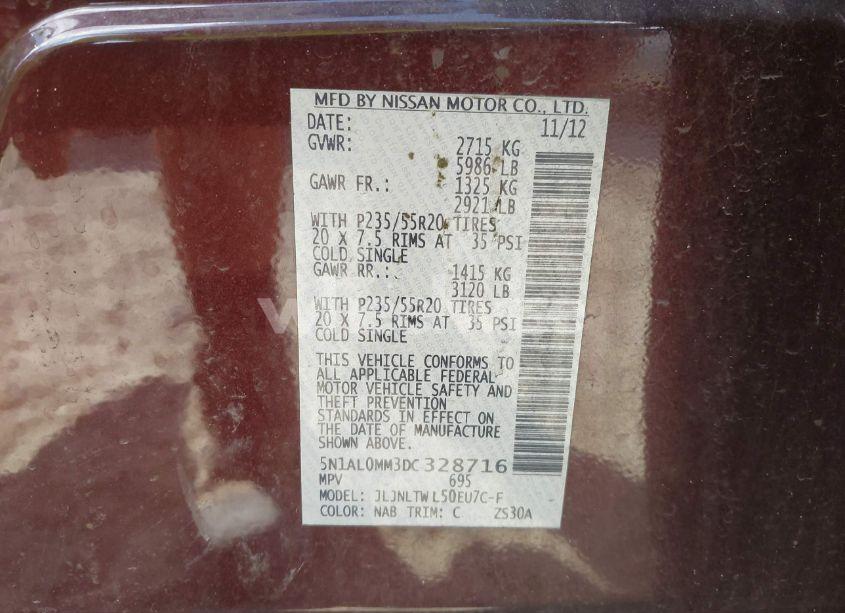 MFD BY NISSAN MOTOR CO., LTD.
DATE: 11/12
GVWR: 2715 KG
5986 LB
GAWR FR.: 1325 KG
2921 LB
WITH P235/55R20 TIRES
20 X 7.5 RIMS AT 35 PSI
COLD SINGLE
GAWR RR.: 1415 KG
3120 LB
WITH P235/55R20 TIRES
20 X 7.5 RIMS AT 35 PSI
COLD SINGLE
THIS VEHICLE CONFORMS TO
ALL APPLICABLE FEDERAL
MOTOR VEHICLE SAFETY AND
THEFT PREVENTION
STANDARDS IN EFFECT ON
THE DATE OF MANUFACTURE
SHOWN ABOVE.
5N1AL0MM3DC328716
MPV 695
MODEL: JLJNLTWL50EU7C-F
COLOR: NAB TRIM: C ZS30A